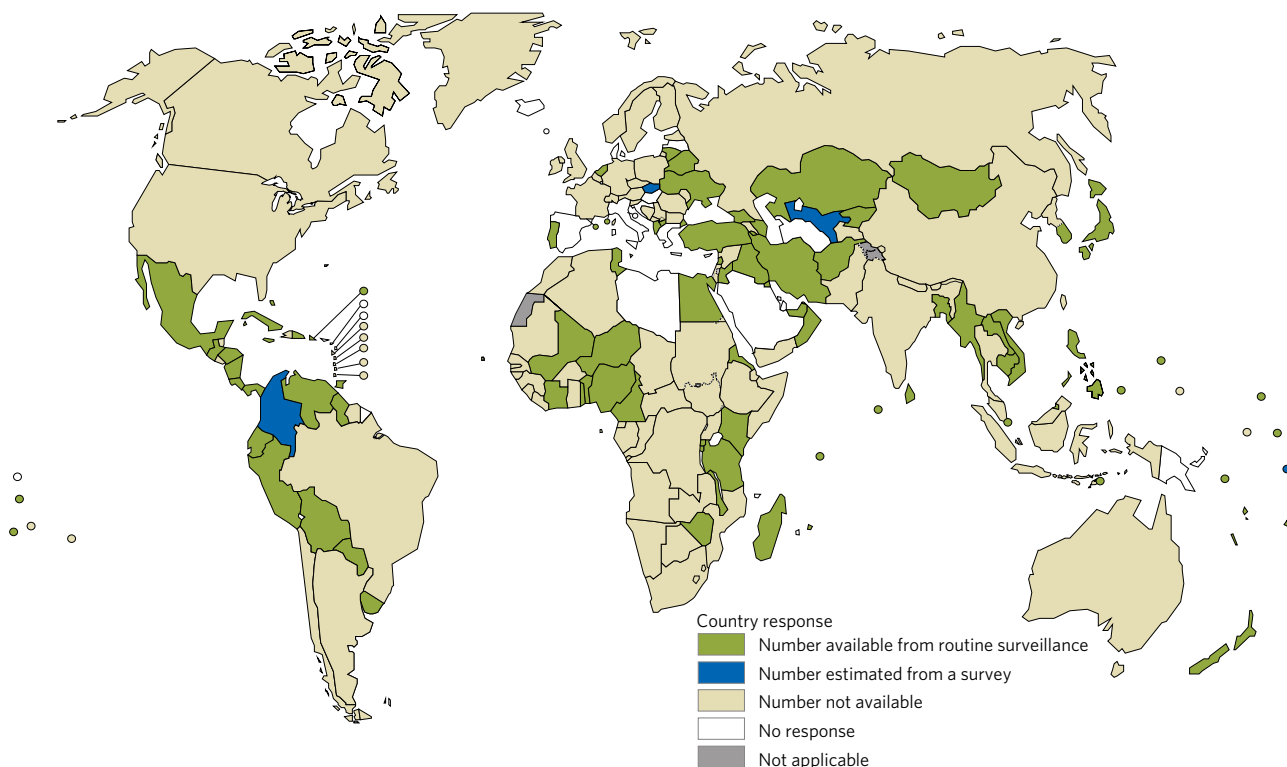 Country response
Number available from routine surveillance
Number estimated from a survey
Number not available
No response
Not applicable